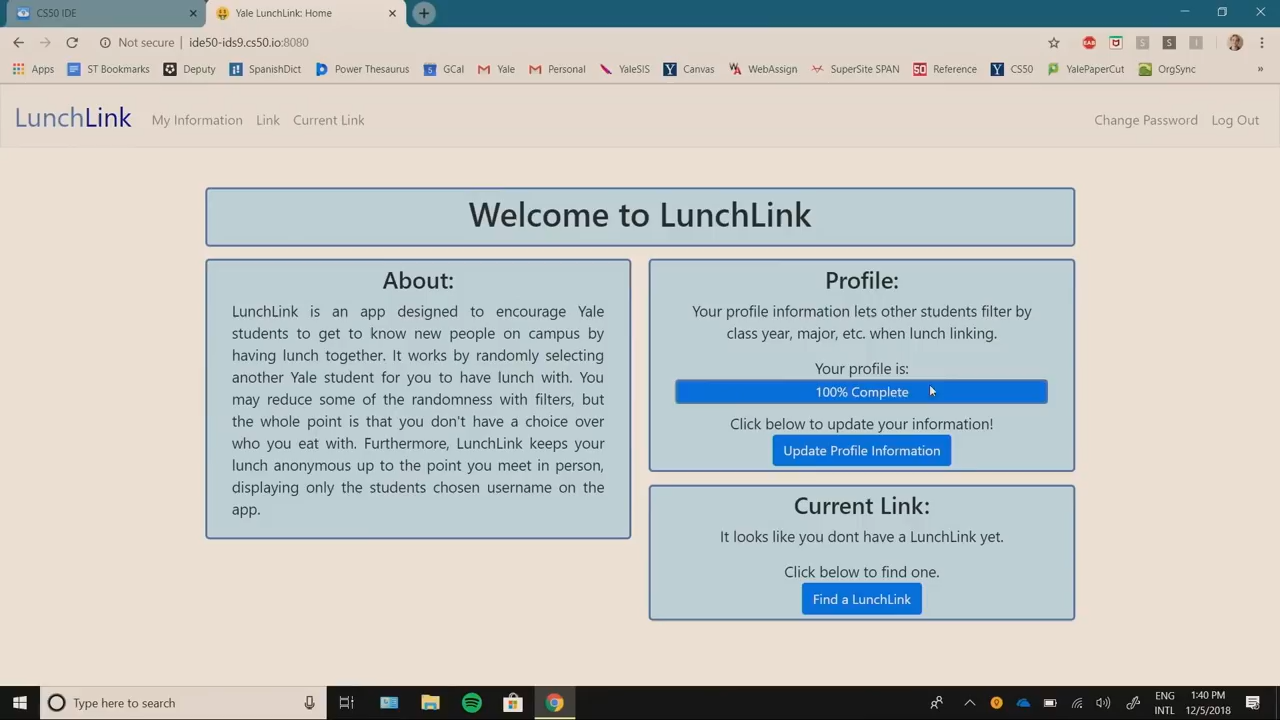 CS50 IDE
Yale LunchLink: Home
Not secure
ide50-ids9.cs50.io:8080
Apps
ST Bookmarks
Deputy
SpanishDict
Power Thesaurus
GCal
Yale
Personal
YaleSIS
Canvas
WebAssign
SuperSite SPAN
Reference
CS50
YalePaperCut
OrgSync
LunchLink
My Information
Link
Current Link
Change Password
Log Out
Welcome to LunchLink
About:
LunchLink is an app designed to encourage Yale
students to get to know new people on campus by
having lunch together. It works by randomly selecting
another Yale student for you to have lunch with. You
may reduce some of the randomness with filters, but
the whole point is that you don't have a choice over
who you eat with. Furthermore, LunchLink keeps your
lunch anonymous up to the point you meet in person,
displaying only the students chosen username on the
app.
Profile:
Your profile information lets other students filter by
class year, major, etc. when lunch linking.
Your profile is:
100% Complete
Click below to update your information!
Update Profile Information
Current Link:
It looks like you dont have a LunchLink yet.
Click below to find one.
Find a LunchLink
Type here to search
ENG
INTL
1:40 PM
12/5/2018